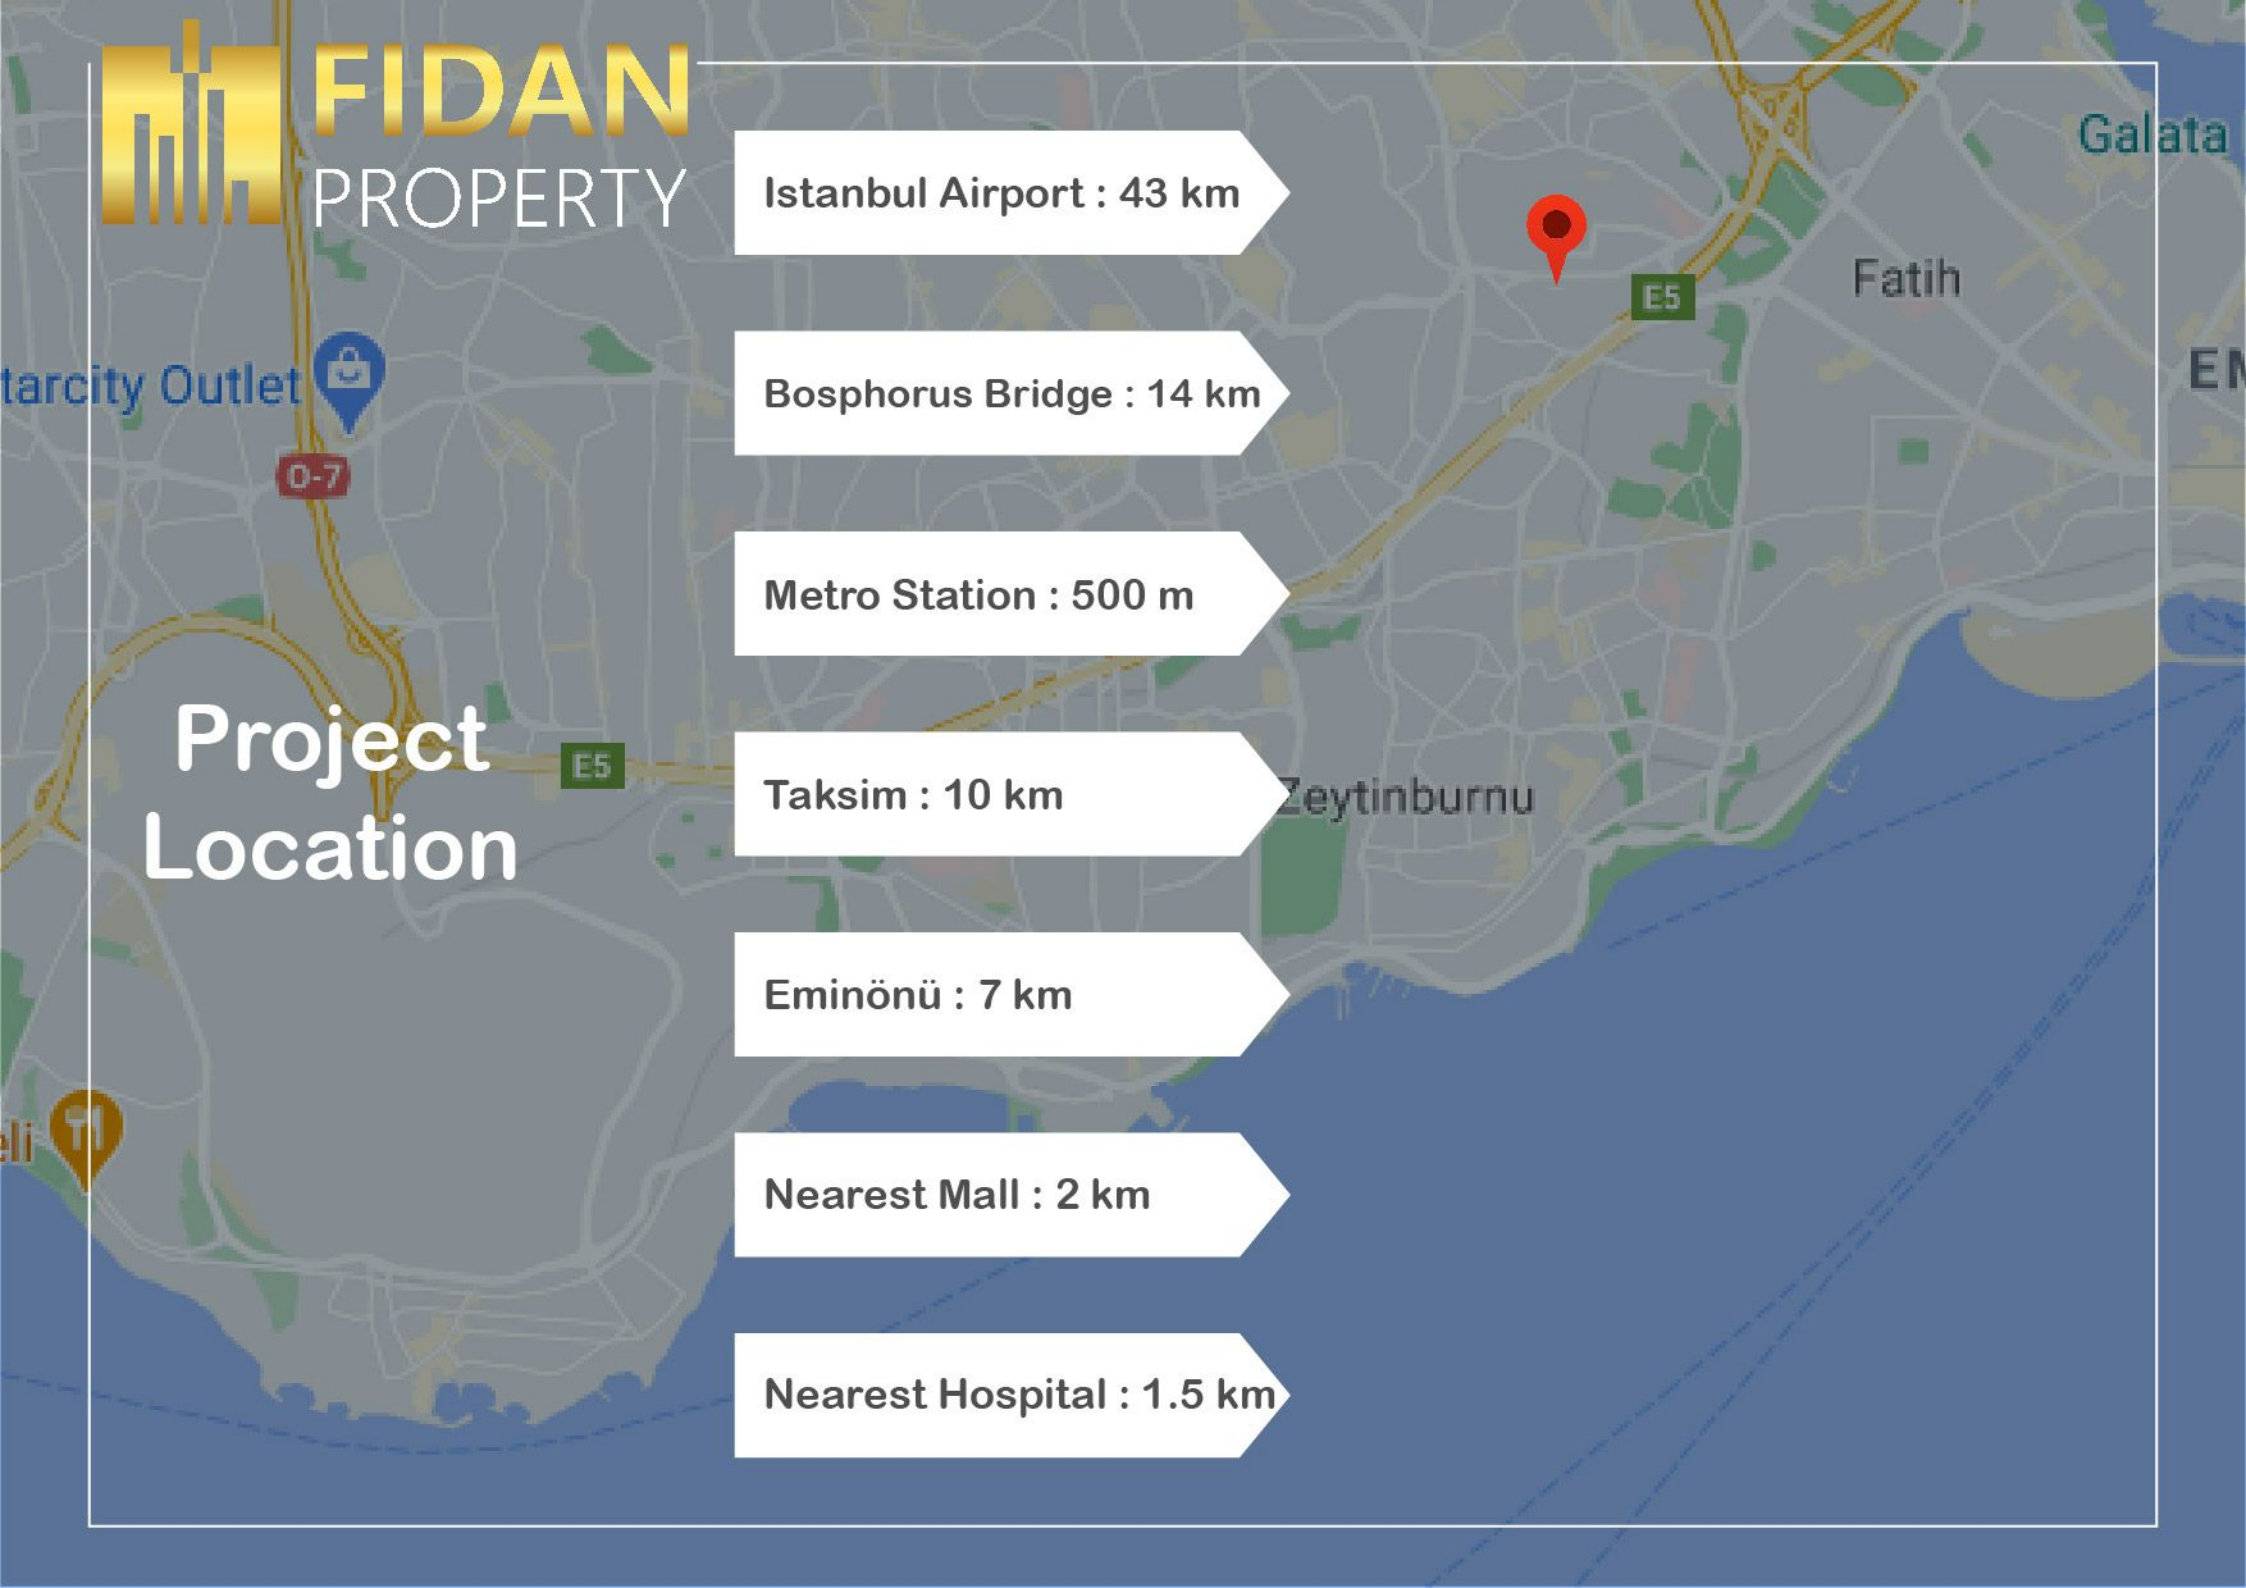 FIDAN
PROPERTY
Project
Location
Istanbul Airport : 43 km
Bosphorus Bridge : 14 km
Metro Station : 500 m
Taksim : 10 km
Eminönü : 7 km
Nearest Mall : 2 km
Nearest Hospital : 1.5 km
Galata
Fatih
E5
EM
tarcity Outlet
O-7
E5
Zeytinburnu
eli